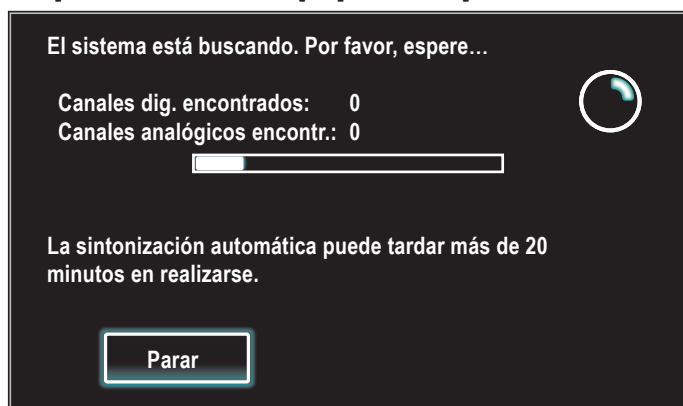 El sistema está buscando. Por favor, espere…
Canales dig. encontrados: 0
Canales analógicos encontr.: 0
La sintonización automática puede tardar más de 20
minutos en realizarse.
Parar